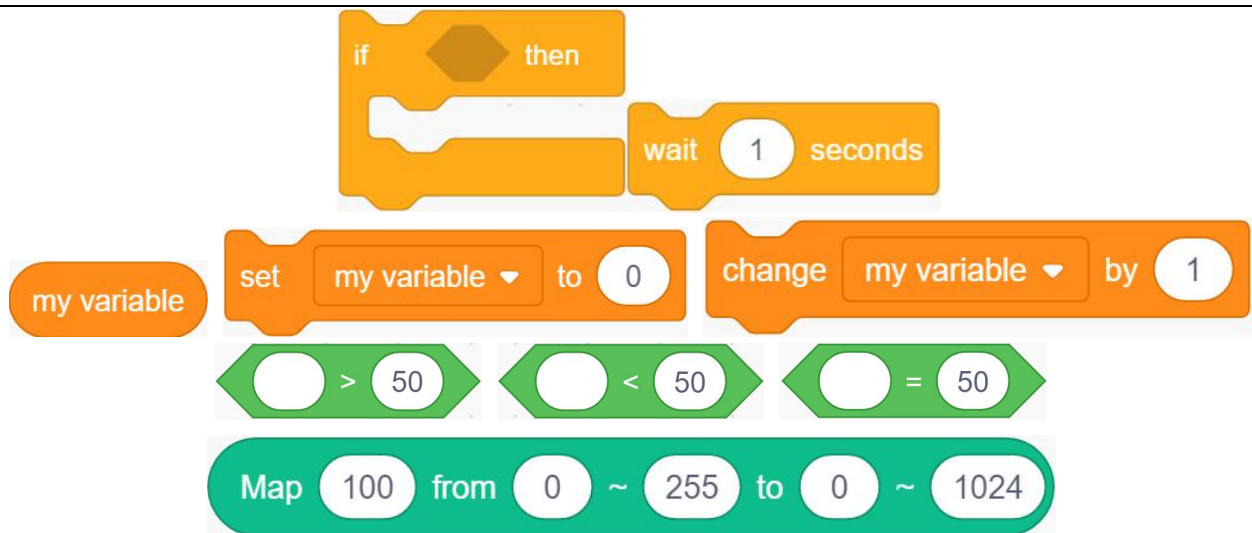 if then
wait 1 seconds
my variable
set my variable to 0
change my variable by 1
> 50
< 50
= 50
Map 100 from 0 ~ 255 to 0 ~ 1024